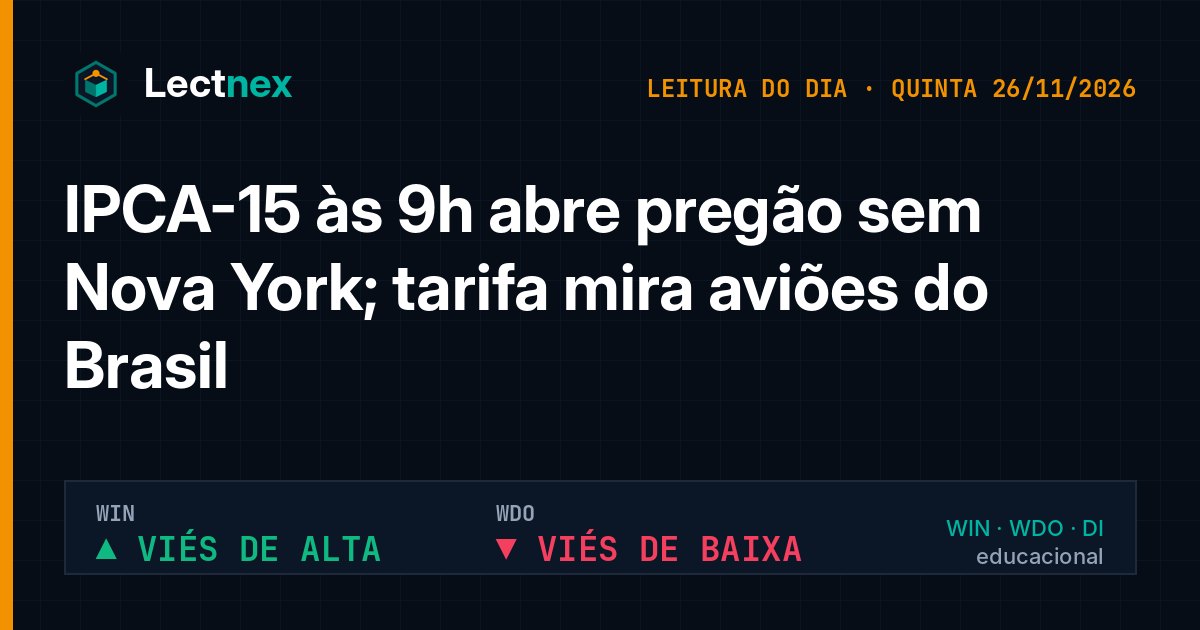 Lectnex
LEITURA DO DIA · QUINTA 26/11/2026
IPCA-15 às 9h abre pregão sem
Nova York; tarifa mira aviões do
Brasil
WIN
▲ VIÉS DE ALTA
WDO
▼ VIÉS DE BAIXA
WIN · WDO · DI
educacional